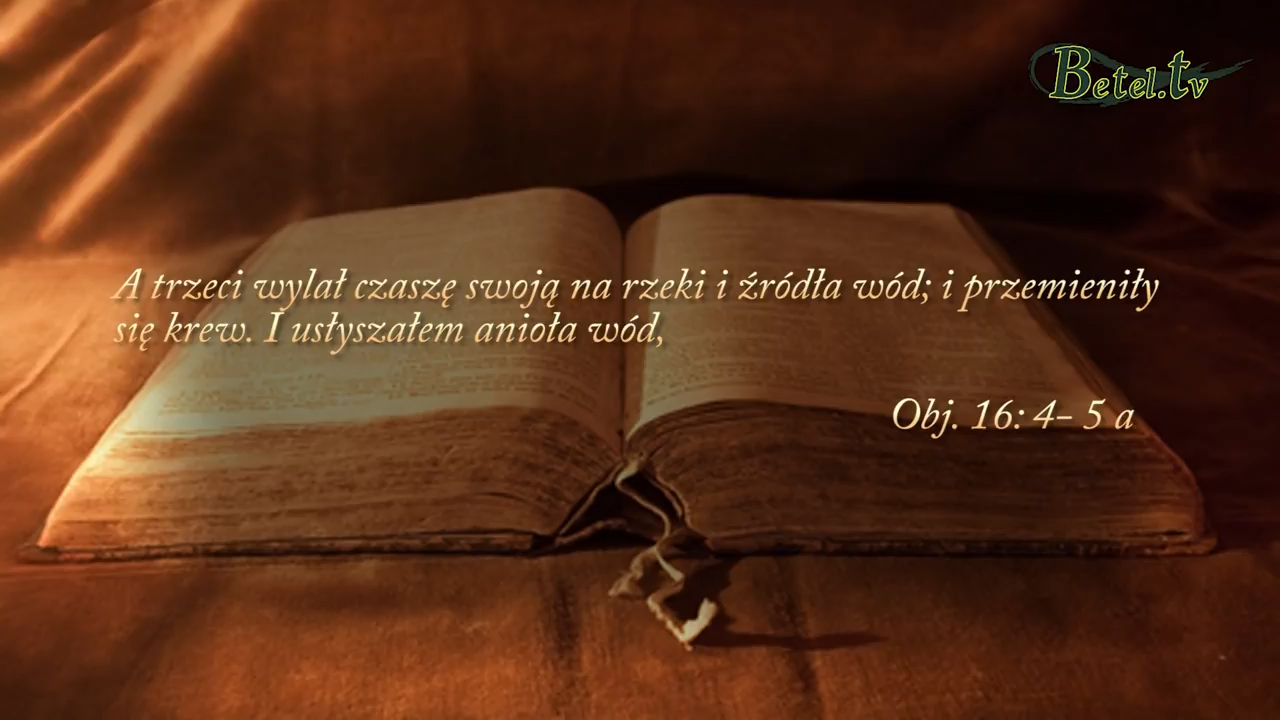 Betel.tv
A trzeci wylał czaszę swoją na rzeki i źródła wód; i przemieniły
się krew. I usłyszałem anioła wód,
Obj. 16: 4– 5 a